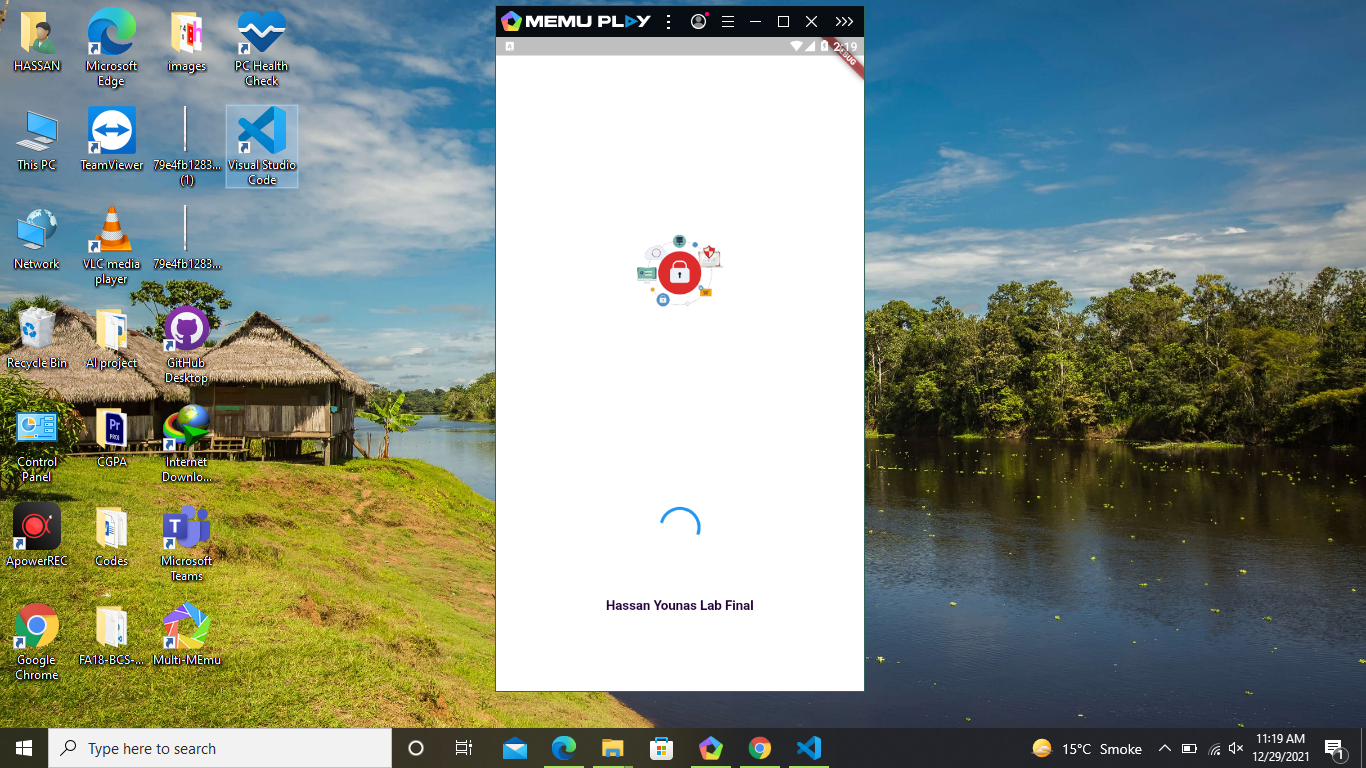 HASSAN
Microsoft
Edge
images
PC Health
Check
This PC
TeamViewer
79e4fb1283...
(1)
Visual Studio
Code
Network
VLC media
player
79e4fb1283...
Recycle Bin
AI project
GitHub
Desktop
Control
Panel
Pr
PROJ
CGPA
Internet
Downlo...
ApowerREC
Codes
Microsoft
Teams
Google
Chrome
FA18-BCS-...
Multi-MEmu
MEMU PLAY
A
2:19
DEBUG
Hassan Younas Lab Final
Type here to search
15°C Smoke
11:19 AM
12/29/2021
1